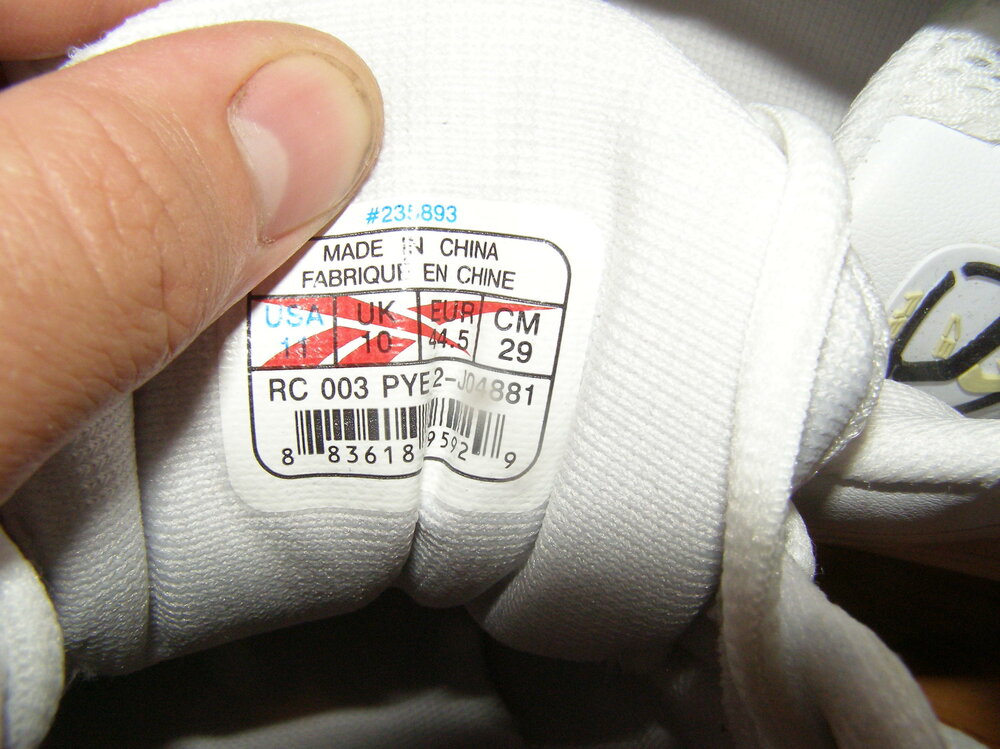 #235893
MADE IN CHINA
FABRIQUE EN CHINE
USA UK EUR CM
11 10 44.5 29
RC 003 PYE2-J04881
8 83618 95921 9